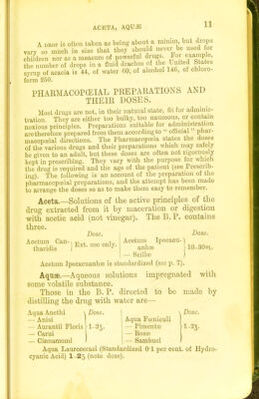 ACETA, AQUÆ 11
A DROP is often taken as being about a minim, but drops
vary so much in size that they should never be used for
children nor as a measure of powerful drugs. For example,
the number of drops in a fluid drachm of the United States
syrup of acacia is 44, of water 60, of alcohol 146, of chloro-
form 250.
PHARMACOPŒIAL PREPARATIONS AND
THEIR DOSES.
Most drugs are not, in their natural state, fit for adminis-
tration. They are either too bulky, too nauseous, or contain
noxious principles. Preparations suitable for administration
are therefore prepared from them according to "official" phar-
macopœial directions. The Pharmacopœia states the doses
of the various drugs and their preparations which may safely
be given to an adult, but these doses are often not rigorously
kept in prescribing. They vary with the purpose for which
the drug is required and the age of the patient (see Prescrib-
ing). The following is an account of the preparation of the
pharmacopœial preparations, and the attempt has been made
to arrange the doses so as to make them easy to remember.
Aceta.—Solutions of the active principles of the
drug extracted from it by maceration or digestion
with acetic acid (not vinegar). The B. P. contains
three.
Dose. Dose.
Acetum Can- } Ext. use only. Acetum Ipecacu- }
tharidis anhæ 10-30m.
— Scillæ
Acetum Ipecacuanhæ is standardized (see p. 7).
Aquæ.—Aqueous solutions impregnated with
some volatile substance.
Those in the B. P. directed to be made by
distilling the drug with water are—
Aqua Anethi Dose. Dose.
— Anisi Aqua Fœniculi
— Aurantii Floris 1-2℥. — Pimentæ 1-2℥.
— Carui — Rosæ
— Cinnamomi — Sambuci
Aqua Laurocerasi (Standardized 0·1 per cent. of Hydro-
cyanic Acid) 1-2ʒ (note dose).